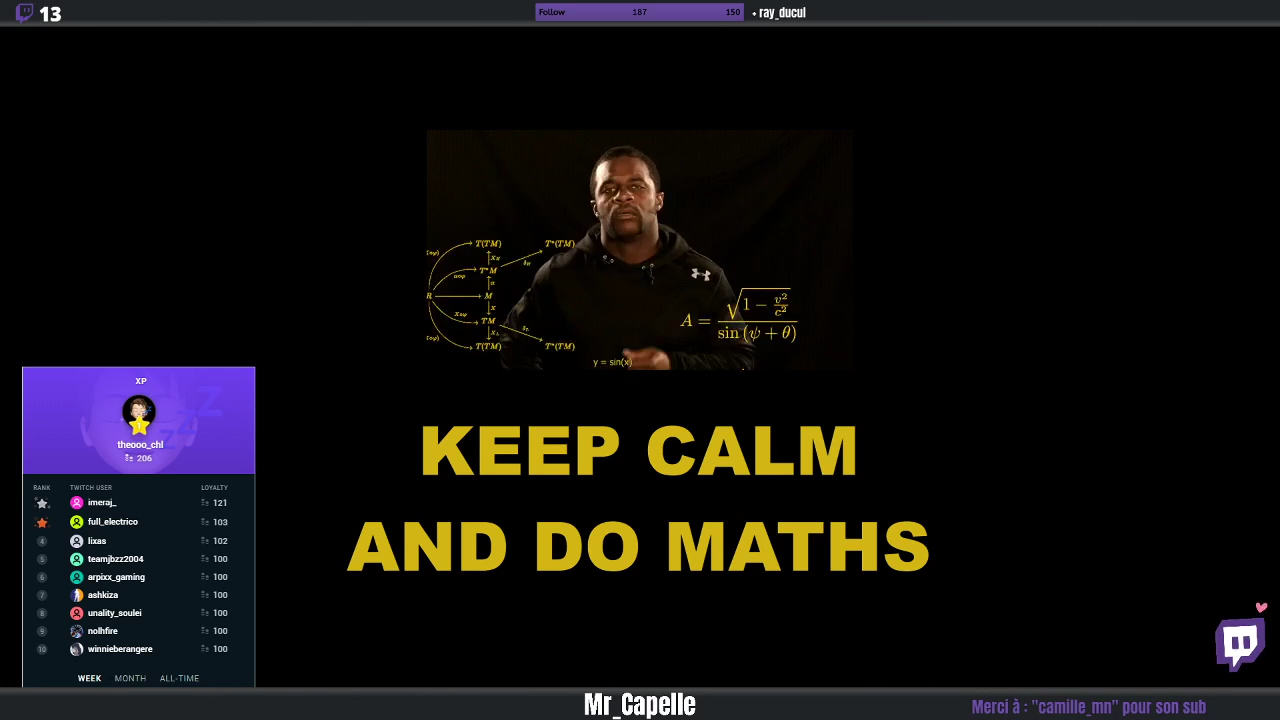 13
Follow 187 150
+ ray_ducul
T(TM) T*(TM)
T*M
R M
TM
T(TM) T*(TM)
A = √(1 − v²/c²) / sin (ψ + θ)
y = sin(x)
KEEP CALM
AND DO MATHS
XP
theooo_chl
206
RANK TWITCH USER LOYALTY
imeraj_ 121
full_electrico 103
4 lixas 102
5 teamjbzz2004 100
6 arpixx_gaming 100
7 ashkiza 100
8 unality_soulei 100
9 nolhfire 100
10 winnieberangere 100
WEEK MONTH ALL-TIME
Mr_Capelle
Merci à : "camille_mn" pour son sub